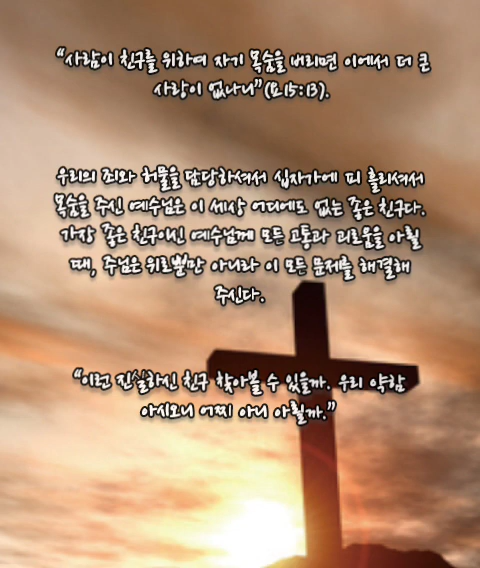 “사람이 친구를 위하여 자기 목숨을 버리면 이에서 더 큰
사랑이 없나니”(요15:13).
우리의 죄와 허물을 담당하셔서 십자가에 피 흘리셔서
목숨을 주신 예수님은 이 세상 어디에도 없는 좋은 친구다.
가장 좋은 친구이신 예수님께 모든 고통과 괴로움을 아뢸
때, 주님은 위로뿐만 아니라 이 모든 문제를 해결해
주신다.
“이런 진실하신 친구 찾아볼 수 있을까. 우리 약함
아시오니 어찌 아니 아뢸까.”